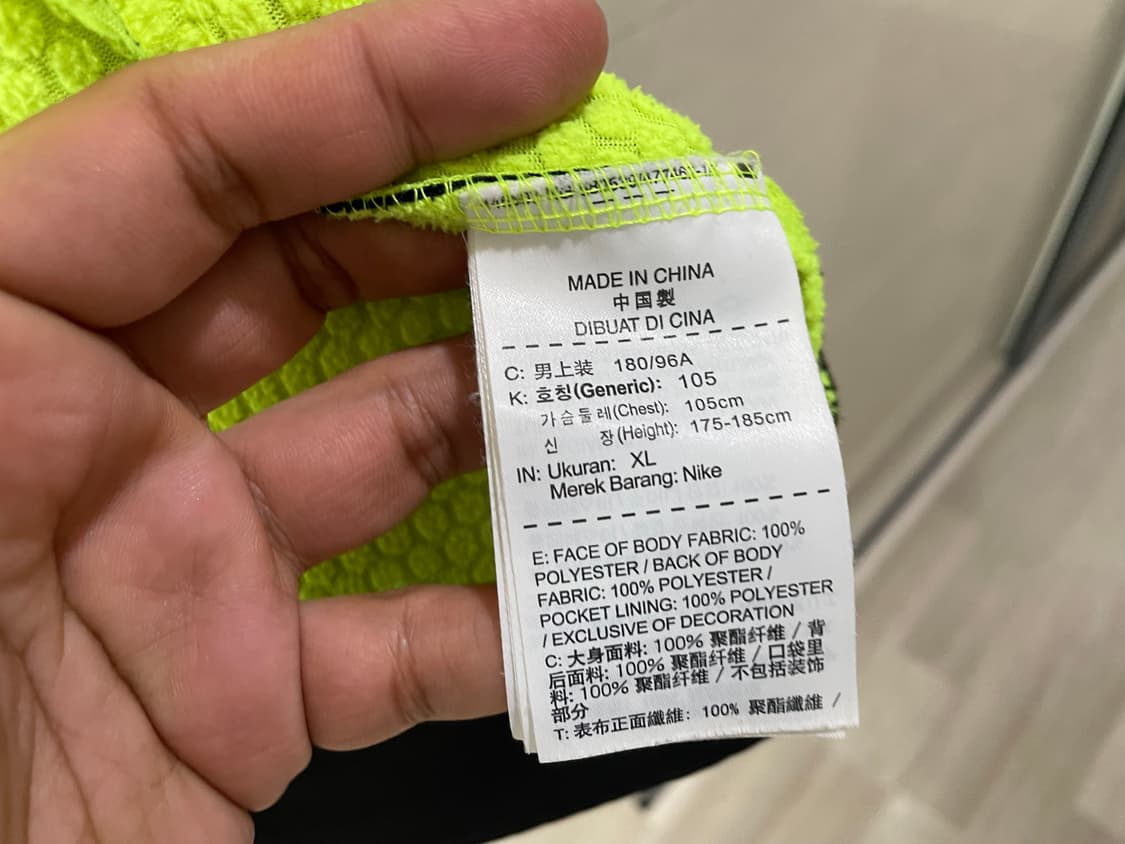 MADE IN CHINA
中国製
DIBUAT DI CINA
C: 男上装 180/96A
K: 호칭(Generic): 105
가슴둘레(Chest): 105cm
신 장(Height): 175-185cm
IN: Ukuran: XL
Merek Barang: Nike
E: FACE OF BODY FABRIC: 100%
POLYESTER / BACK OF BODY
FABRIC: 100% POLYESTER /
POCKET LINING: 100% POLYESTER
/ EXCLUSIVE OF DECORATION
C: 大身面料: 100% 聚酯纤维 / 背
后面料: 100% 聚酯纤维 / 口袋里
料: 100% 聚酯纤维 / 不包括装饰
部分
T: 表布正面纖維: 100% 聚酯纖維 /